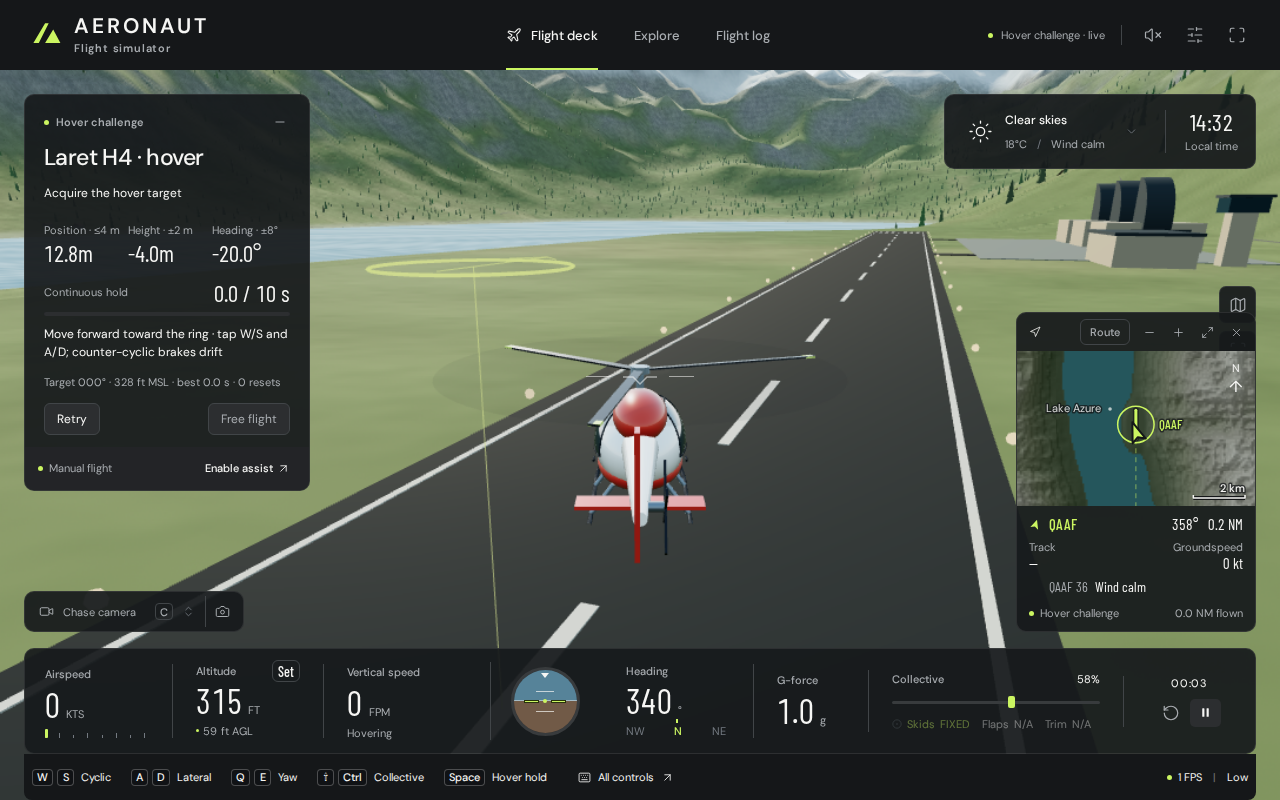 AERONAUT
Flight simulator
Flight deck
Explore
Flight log
Hover challenge · live
Hover challenge
Laret H4 · hover
Acquire the hover target
Position · ≤4 m Height · ±2 m Heading · ±8°
12.8m -4.0m -20.0°
Continuous hold 0.0 / 10 s
Move forward toward the ring · tap W/S and
A/D; counter-cyclic brakes drift
Target 000° · 328 ft MSL · best 0.0 s · 0 resets
Retry Free flight
Manual flight Enable assist
Clear skies
18°C / Wind calm
14:32
Local time
Route
N
Lake Azure
QAAF
2 km
QAAF 358° 0.2 NM
Track Groundspeed
— 0 kt
QAAF 36 Wind calm
Hover challenge 0.0 NM flown
Chase camera C
Airspeed
0 KTS
Altitude Set
315 FT
59 ft AGL
Vertical speed
0 FPM
Hovering
Heading
340°
NW N NE
G-force
1.0 g
Collective 58%
Skids FIXED Flaps N/A Trim N/A
00:03
W S Cyclic A D Lateral Q E Yaw ⇧ Ctrl Collective Space Hover hold All controls
1 FPS | Low